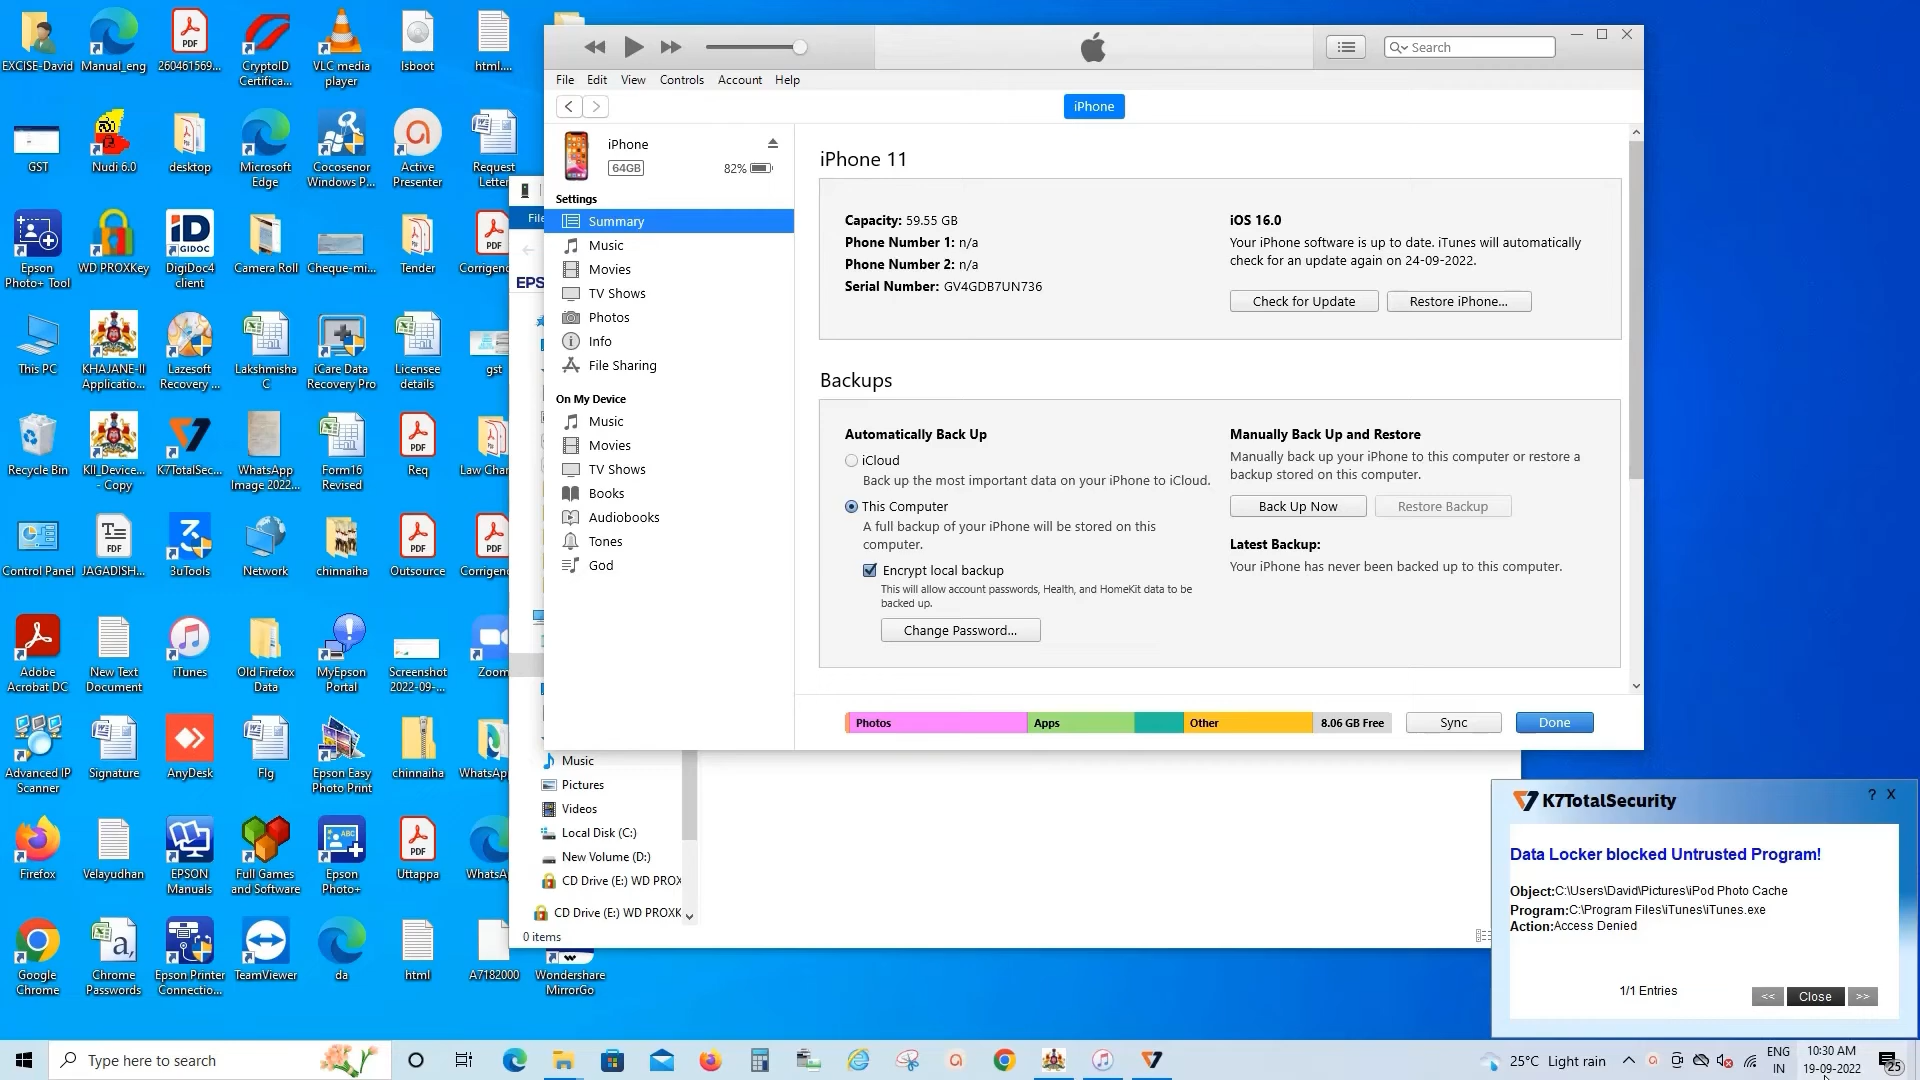 EXCISE-David
Manual_eng
260461569...
CryptoID Certifica...
VLC media player
lsboot
html....
GST
Nudi 6.0
desktop
Microsoft Edge
Cocosenor Windows P...
Active Presenter
Request Letter
Epson Photo+ Tool
WD PROXKey
DigiDoc4 client
Camera Roll
Cheque-mi...
Tender
Corrigen
This PC
KHAJANE-II Applicatio...
Lazesoft Recovery ...
Lakshmisha C
iCare Data Recovery Pro
Licensee details
gst
Recycle Bin
KII_Device... - Copy
K7TotalSec...
WhatsApp Image 2022...
Form16 Revised
Req
Law Char
Control Panel
JAGADISH...
3uTools
Network
chinnaiha
Outsource
Corrigen
Adobe Acrobat DC
New Text Document
iTunes
Old Firefox Data
MyEpson Portal
Screenshot 2022-09-...
Zoom
Advanced IP Scanner
Signature
AnyDesk
Flg
Epson Easy Photo Print
chinnaiha
WhatsAp
Firefox
Velayudhan
EPSON Manuals
Full Games and Software
Epson Photo+
Uttappa
WhatsA
Google Chrome
Chrome Passwords
Epson Printer Connectio...
TeamViewer
da
html
A7182000
Wondershare MirrorGo
Search
File Edit View Controls Account Help
iPhone
iPhone
64GB
82%
Settings
Summary
Music
Movies
TV Shows
Photos
Info
File Sharing
On My Device
Music
Movies
TV Shows
Books
Audiobooks
Tones
God
iPhone 11
Capacity: 59.55 GB
Phone Number 1: n/a
Phone Number 2: n/a
Serial Number: GV4GDB7UN736
iOS 16.0
Your iPhone software is up to date. iTunes will automatically
check for an update again on 24-09-2022.
Check for Update
Restore iPhone...
Backups
Automatically Back Up
iCloud
Back up the most important data on your iPhone to iCloud.
This Computer
A full backup of your iPhone will be stored on this
computer.
Encrypt local backup
This will allow account passwords, Health, and HomeKit data to be
backed up.
Change Password...
Manually Back Up and Restore
Manually back up your iPhone to this computer or restore a
backup stored on this computer.
Back Up Now
Restore Backup
Latest Backup:
Your iPhone has never been backed up to this computer.
Photos Apps Other 8.06 GB Free
Sync
Done
File
EPS
Music
Pictures
Videos
Local Disk (C:)
New Volume (D:)
CD Drive (E:) WD PROX
CD Drive (E:) WD PROXK
0 items
K7TotalSecurity
? X
Data Locker blocked Untrusted Program!
Object:C:\Users\David\Pictures\iPod Photo Cache
Program:C:\Program Files\iTunes\iTunes.exe
Action:Access Denied
1/1 Entries
<< Close >>
Type here to search
25°C Light rain
ENG
IN
10:30 AM
19-09-2022
25